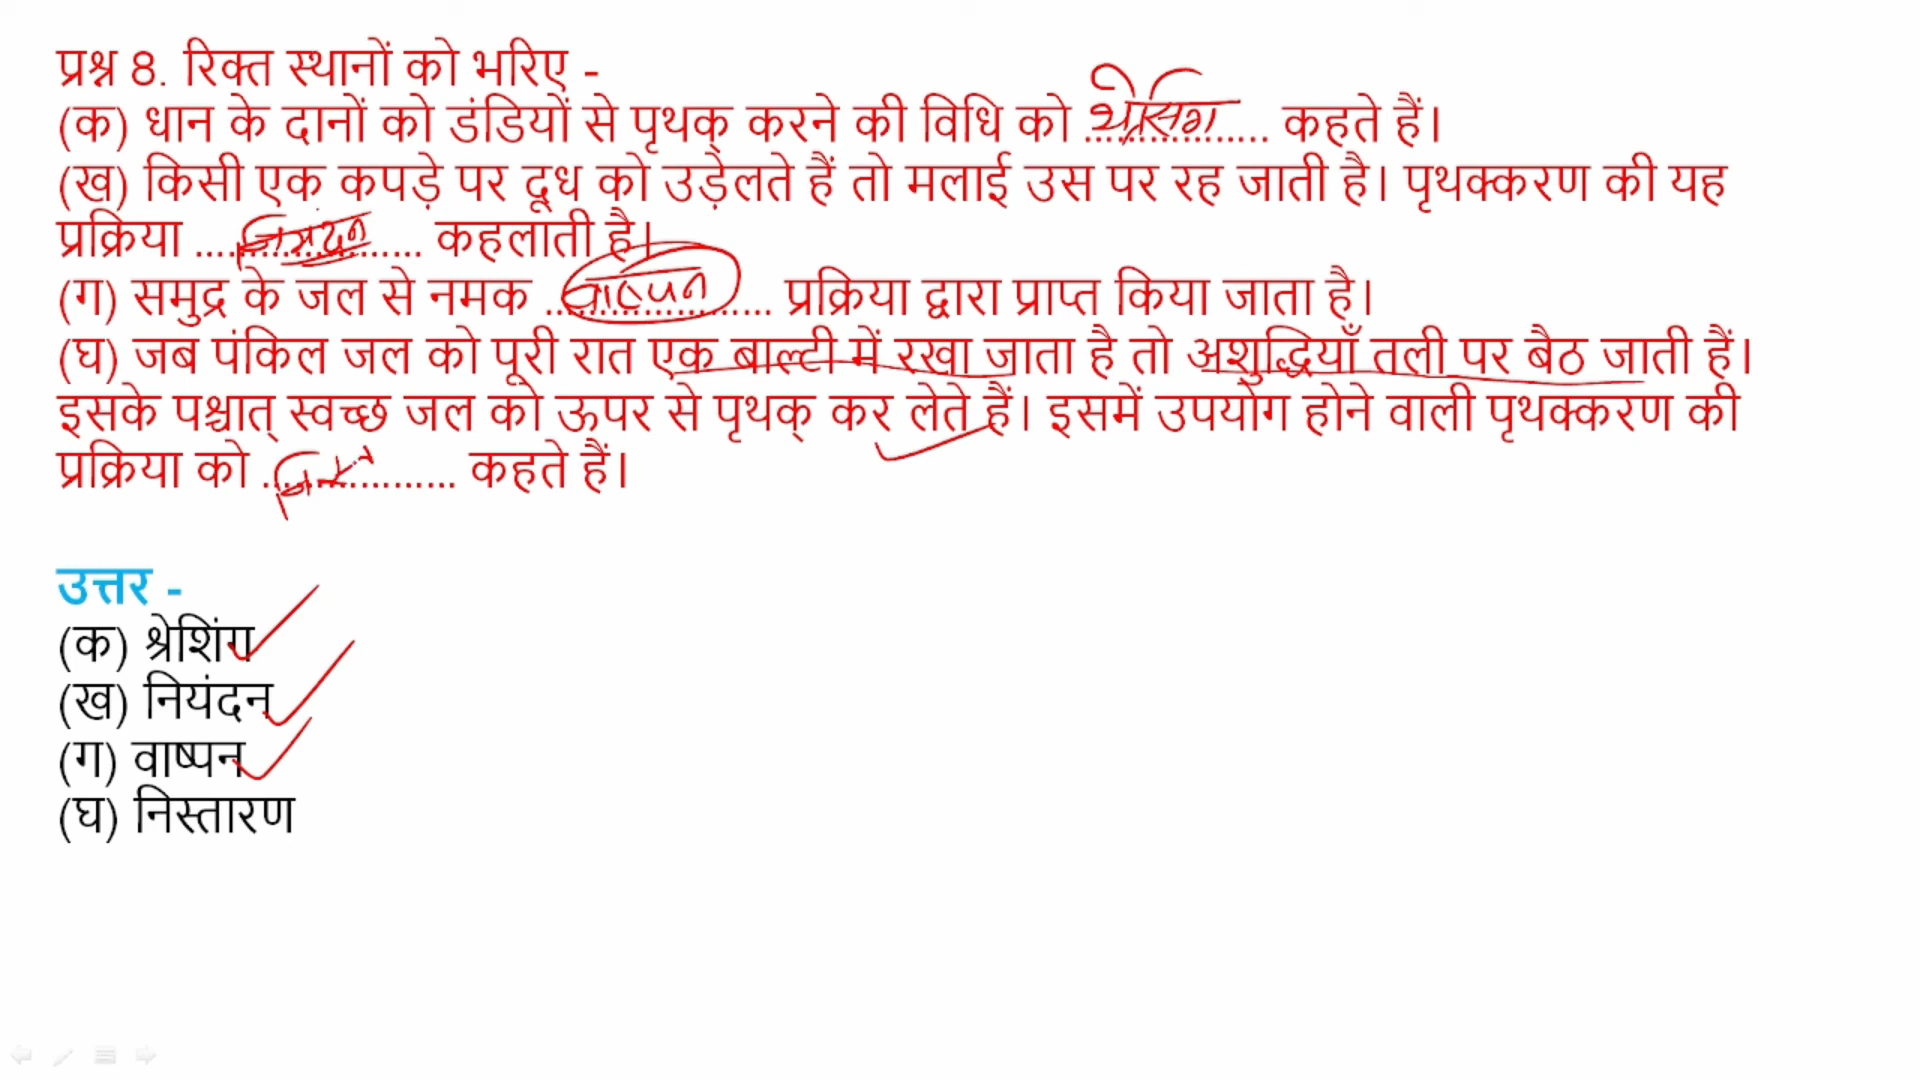 प्रश्न 8. रिक्त स्थानों को भरिए -
(क) धान के दानों को डंडियों से पृथक् करने की विधि को .................. कहते हैं।
(ख) किसी एक कपड़े पर दूध को उड़ेलते हैं तो मलाई उस पर रह जाती है। पृथक्करण की यह
प्रक्रिया ...................... कहलाती है।
(ग) समुद्र के जल से नमक ...वाष्पन... प्रक्रिया द्वारा प्राप्त किया जाता है।
(घ) जब पंकिल जल को पूरी रात एक बाल्टी में रखा जाता है तो अशुद्धियाँ तली पर बैठ जाती हैं।
इसके पश्चात् स्वच्छ जल को ऊपर से पृथक् कर लेते हैं। इसमें उपयोग होने वाली पृथक्करण की
प्रक्रिया को ................... कहते हैं।
उत्तर -
(क) श्रेशिंग
(ख) नियंदन
(ग) वाष्पन
(घ) निस्तारण